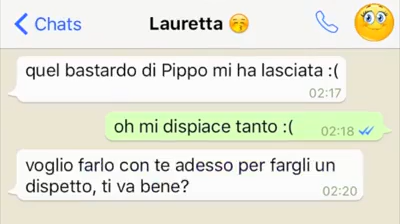 Chats
Lauretta
quel bastardo di Pippo mi ha lasciata :(
02:17
oh mi dispiace tanto :(
02:18
voglio farlo con te adesso per fargli un
dispetto, ti va bene?
02:20